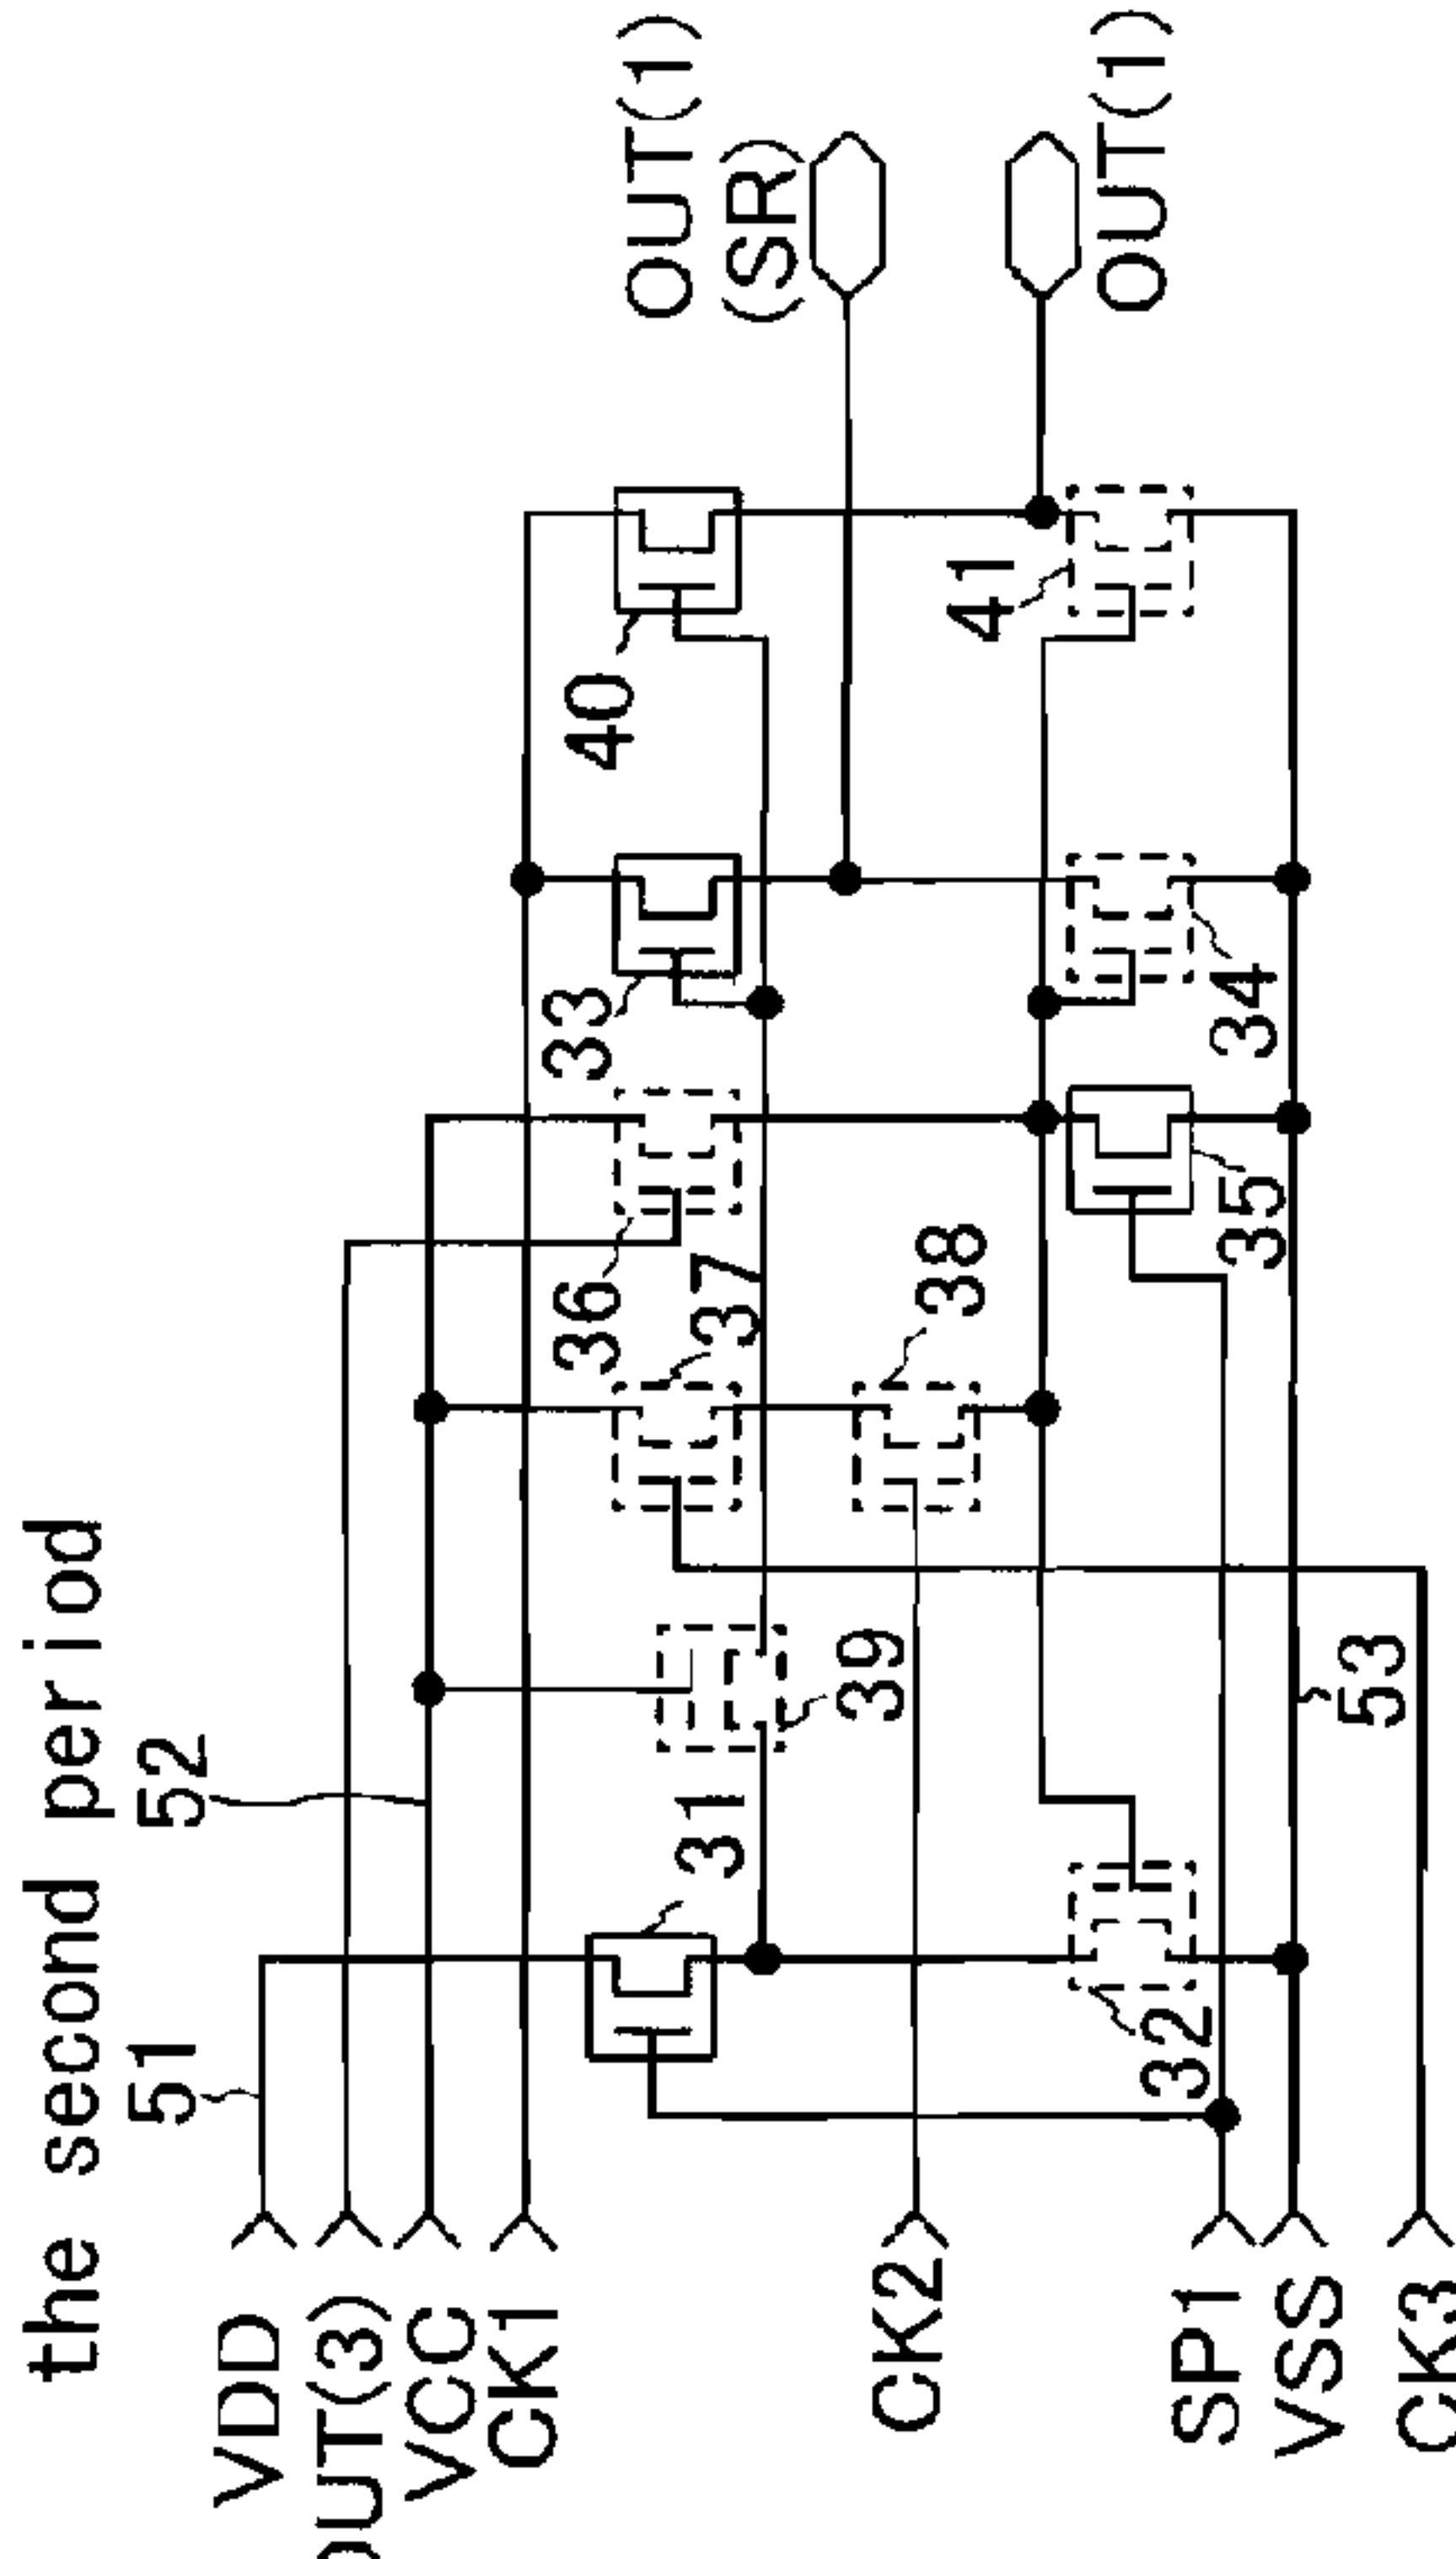 the second period
51
52
VDD
OUT(3)
VCC
CK1
CK2
SP1
VSS
CK3
31
32
39
53
37
38
36
35
33
34
40
41
OUT(1)
(SR)
OUT(1)